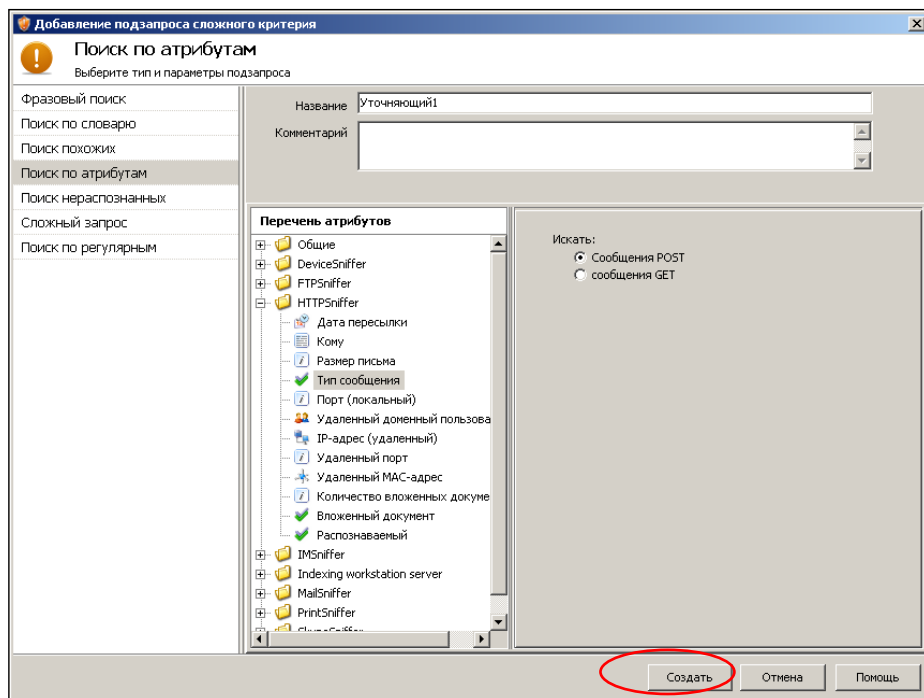 Добавление подзапроса сложного критерия
Поиск по атрибутам
Выберите тип и параметры подзапроса
Фразовый поиск
Поиск по словарю
Поиск похожих
Поиск по атрибутам
Поиск нераспознанных
Сложный запрос
Поиск по регулярным
Название
Уточняющий1
Комментарий
Перечень атрибутов
Общие
DeviceSniffer
FTPSniffer
HTTPSniffer
Дата пересылки
Кому
Размер письма
Тип сообщения
Порт (локальный)
Удаленный доменный пользова
IP-адрес (удаленный)
Удаленный порт
Удаленный MAC-адрес
Количество вложенных докуме
Вложенный документ
Распознаваемый
IMSniffer
Indexing workstation server
MailSniffer
PrintSniffer
SkypeSniffer
Искать:
Сообщения POST
сообщения GET
Создать
Отмена
Помощь